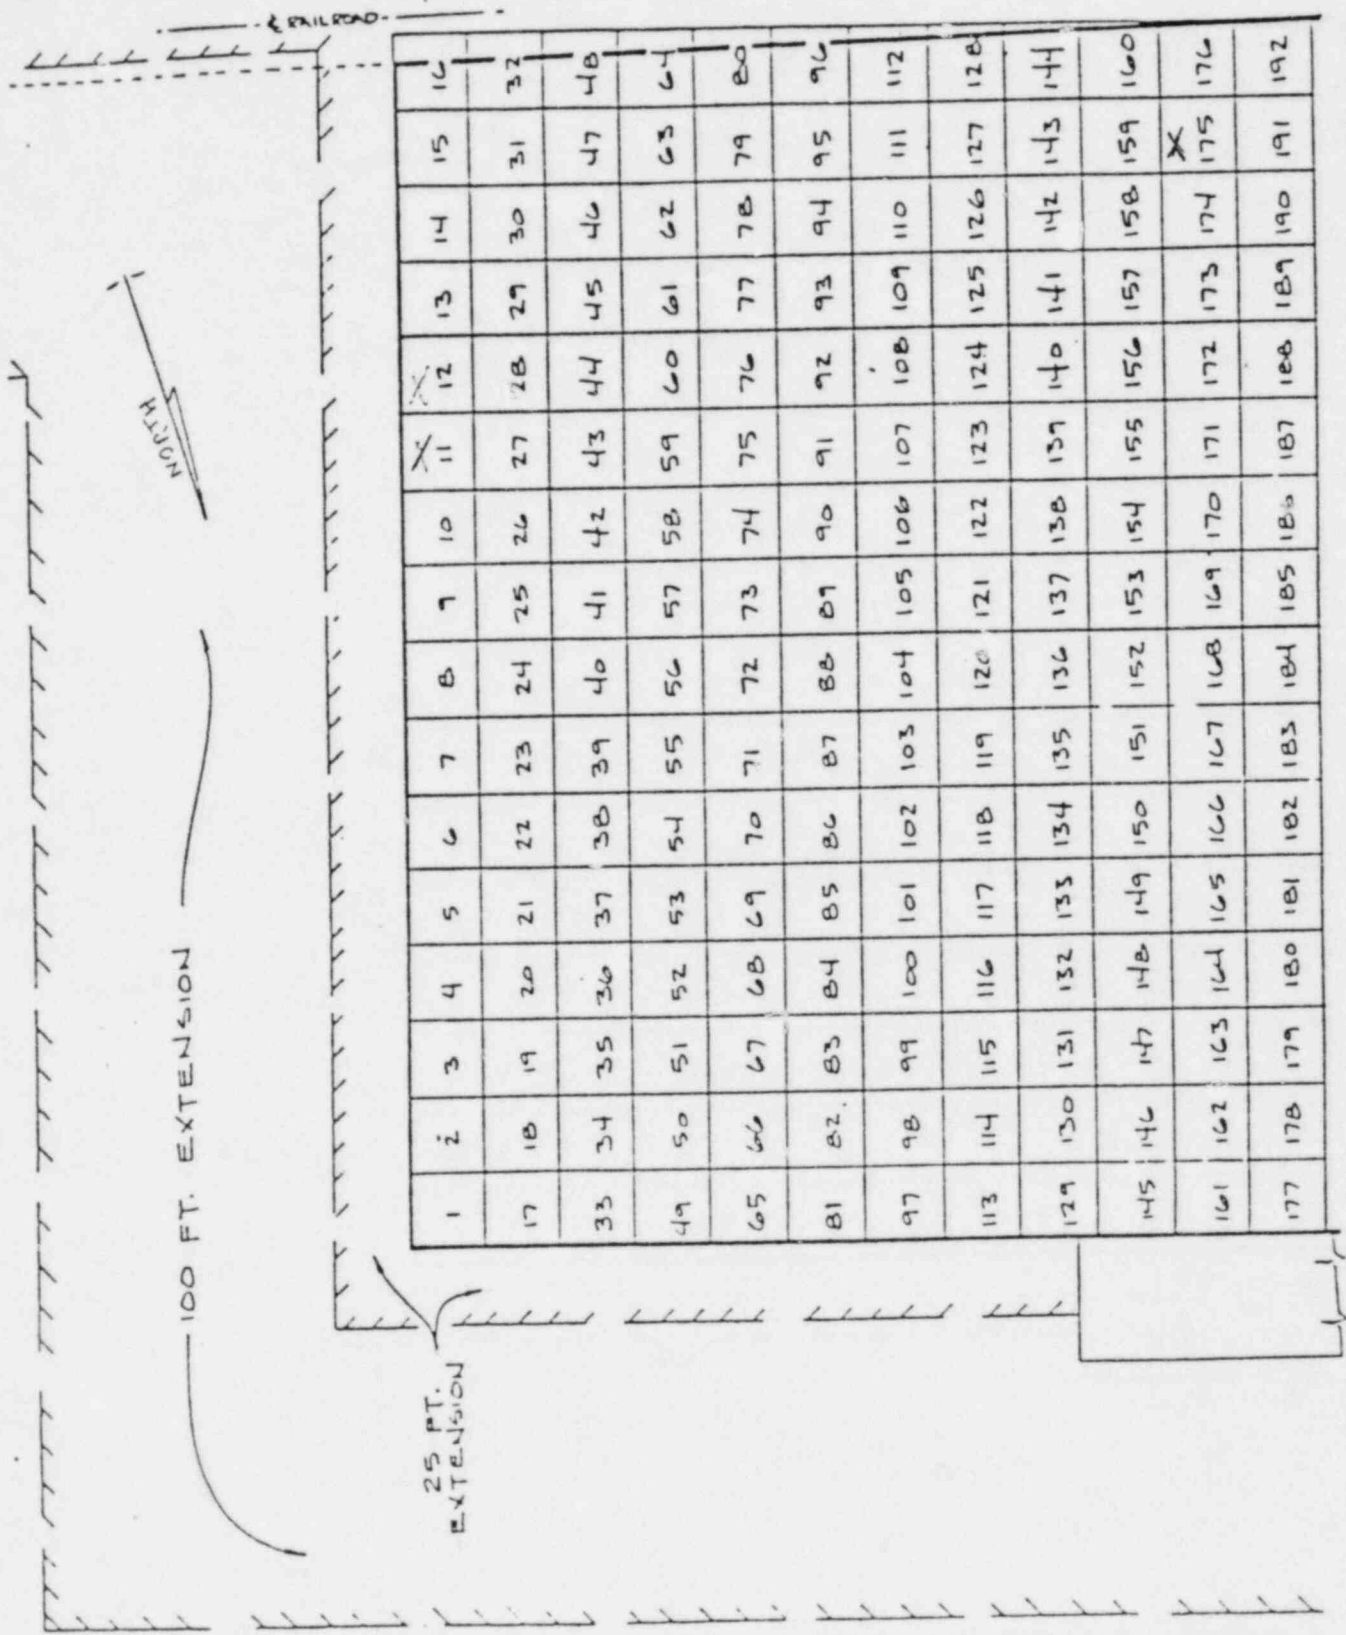 ℄ RAILROAD
NORTH
100 FT. EXTENSION
25 FT.
EXTENSION
1 2 3 4 5 6 7 8 9 10 X 11 X 12 13 14 15 16
17 18 19 20 21 22 23 24 25 26 27 28 29 30 31 32
33 34 35 36 37 38 39 40 41 42 43 44 45 46 47 48
49 50 51 52 53 54 55 56 57 58 59 60 61 62 63 64
65 66 67 68 69 70 71 72 73 74 75 76 77 78 79 80
81 82 83 84 85 86 87 88 89 90 91 92 93 94 95 96
97 98 99 100 101 102 103 104 105 106 107 108 109 110 111 112
113 114 115 116 117 118 119 120 121 122 123 124 125 126 127 128
129 130 131 132 133 134 135 136 137 138 139 140 141 142 143 144
145 146 147 148 149 150 151 152 153 154 155 156 157 158 159 160
161 162 163 164 165 166 167 168 169 170 171 172 173 174 X 175 176
177 178 179 180 181 182 183 184 185 186 187 188 189 190 191 192